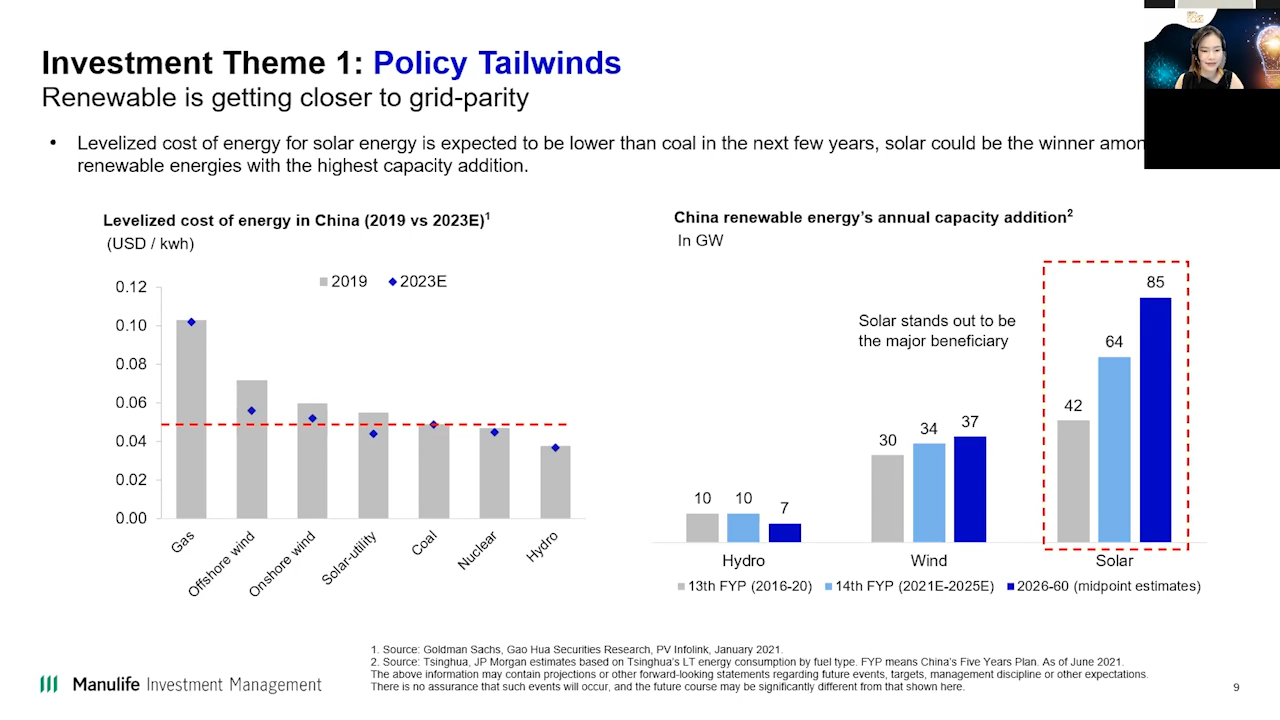 Investment Theme 1: Policy Tailwinds
Renewable is getting closer to grid-parity
• Levelized cost of energy for solar energy is expected to be lower than coal in the next few years, solar could be the winner
renewable energies with the highest capacity addition.
Levelized cost of energy in China (2019 vs 2023E)1
(USD / kwh)
2019 2023E
0.12
0.10
0.08
0.06
0.04
0.02
0.00
Gas
Offshore wind
Onshore wind
Solar-utility
Coal
Nuclear
Hydro
China renewable energy's annual capacity addition2
In GW
Solar stands out to be
the major beneficiary
10 10 7
30 34 37
42 64 85
Hydro Wind Solar
13th FYP (2016-20) 14th FYP (2021E-2025E) 2026-60 (midpoint estimates)
1. Source: Goldman Sachs, Gao Hua Securities Research, PV Infolink, January 2021.
2. Source: Tsinghua, JP Morgan estimates based on Tsinghua's LT energy consumption by fuel type. FYP means China's Five Years Plan. As of June 2021.
The above information may contain projections or other forward-looking statements regarding future events, targets, management discipline or other expectations.
There is no assurance that such events will occur, and the future course may be significantly different from that shown here.
Manulife Investment Management
9